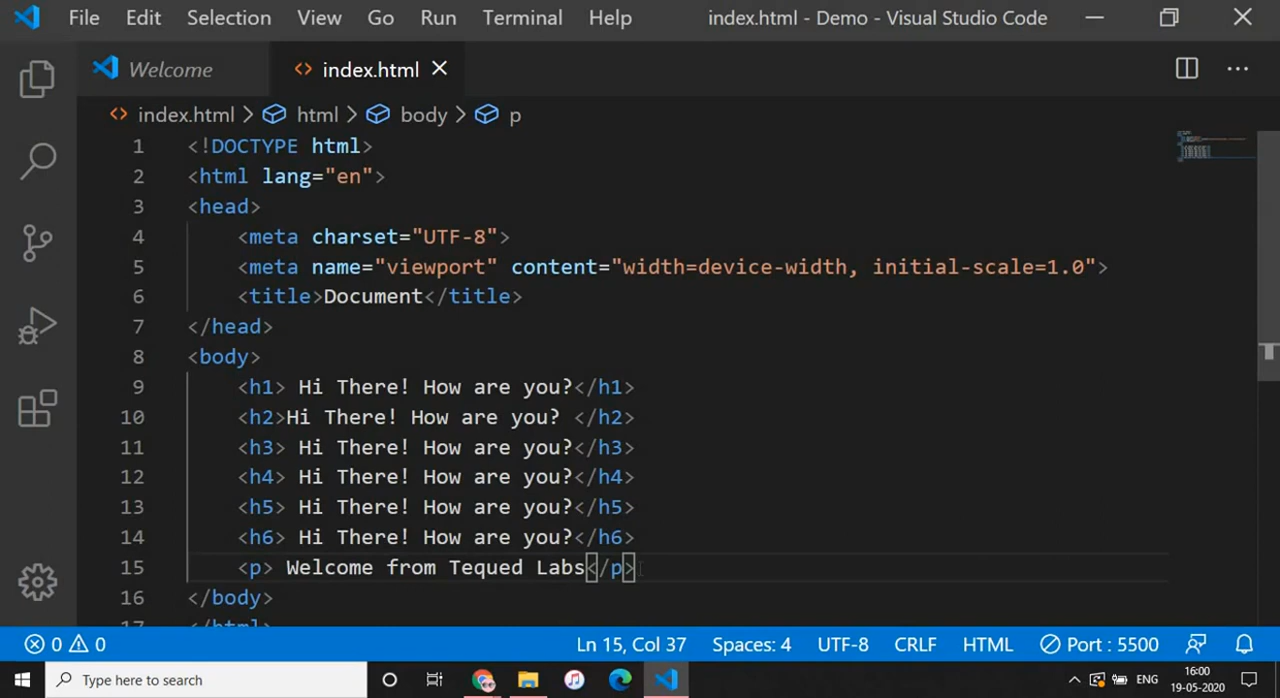 File Edit Selection View Go Run Terminal Help index.html - Demo - Visual Studio Code
Welcome index.html
index.html > html > body > p
1 <!DOCTYPE html>
2 <html lang="en">
3 <head>
4 <meta charset="UTF-8">
5 <meta name="viewport" content="width=device-width, initial-scale=1.0">
6 <title>Document</title>
7 </head>
8 <body>
9 <h1> Hi There! How are you?</h1>
10 <h2>Hi There! How are you? </h2>
11 <h3> Hi There! How are you?</h3>
12 <h4> Hi There! How are you?</h4>
13 <h5> Hi There! How are you?</h5>
14 <h6> Hi There! How are you?</h6>
15 <p> Welcome from Tequed Labs</p>
16 </body>
17 </html>
0 0 Ln 15, Col 37 Spaces: 4 UTF-8 CRLF HTML Port : 5500
Type here to search ENG 16:00
19-05-2020